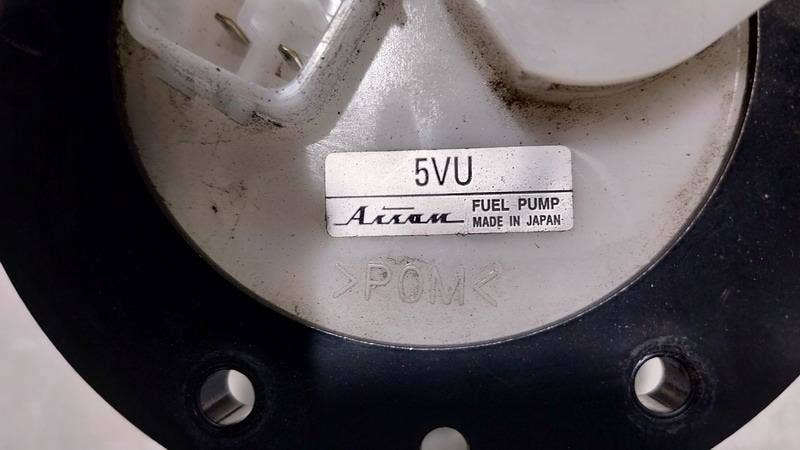 5VU
Aisan
FUEL PUMP
MADE IN JAPAN
>POM<